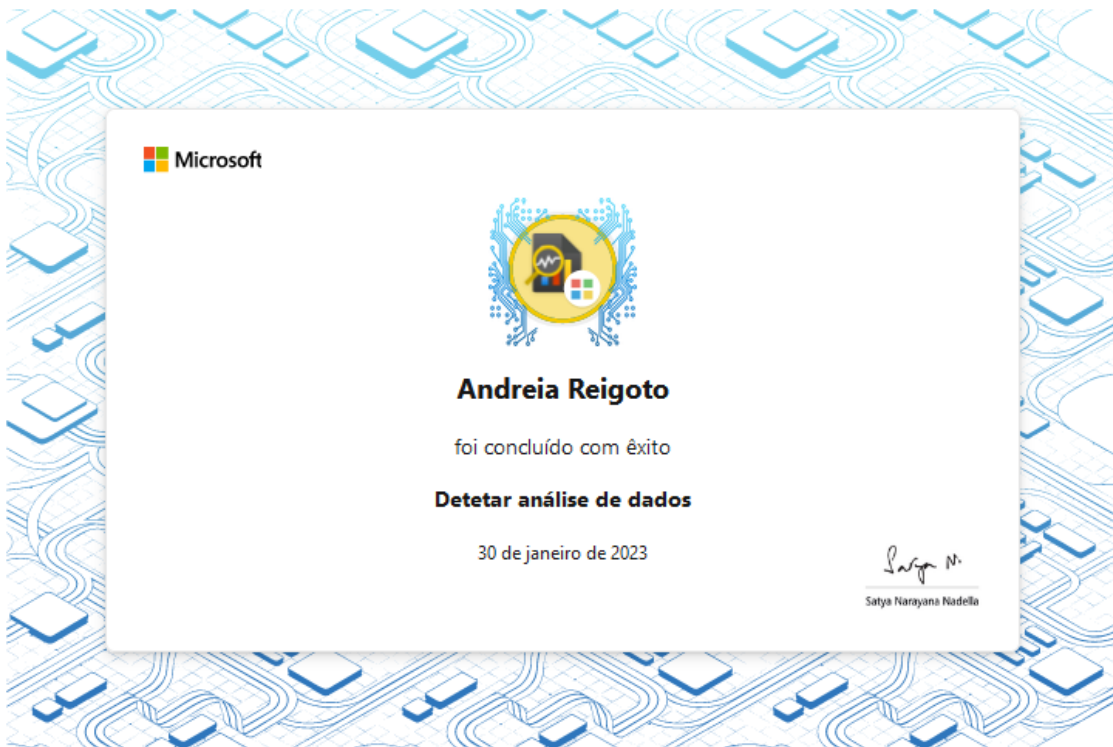 Microsoft
Andreia Reigoto
foi concluído com êxito
Detetar análise de dados
30 de janeiro de 2023
Satya N.
Satya Narayana Nadella